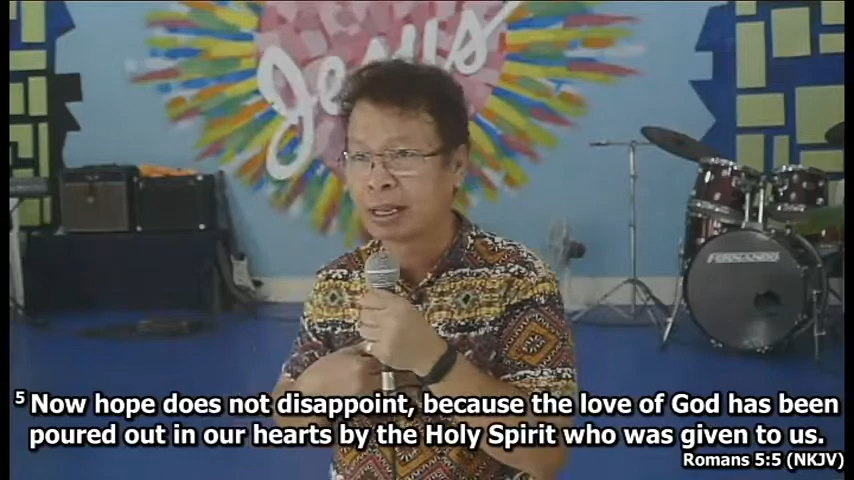 Jesus
FERNANDO
5 Now hope does not disappoint, because the love of God has been
poured out in our hearts by the Holy Spirit who was given to us.
Romans 5:5 (NKJV)